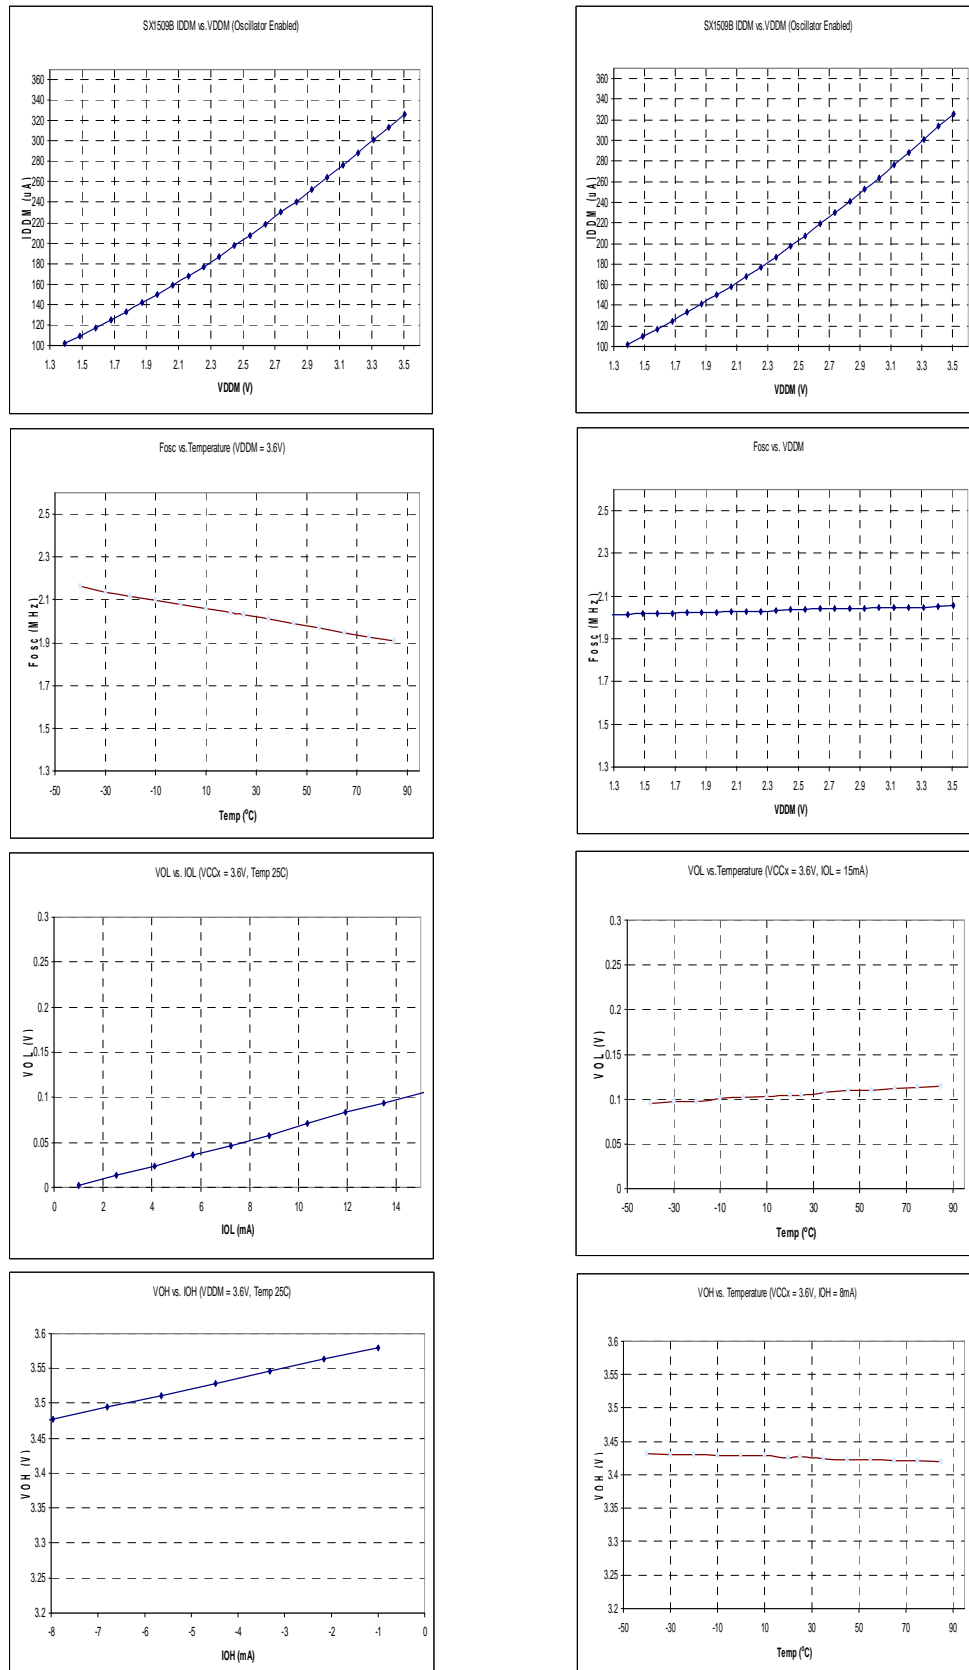 SX1509B IDDM vs. VDDM (Oscillator Enabled)
360
340
320
300
280
260
240
220
200
180
160
140
120
100
IDDM (uA)
1.3 1.5 1.7 1.9 2.1 2.3 2.5 2.7 2.9 3.1 3.3 3.5
VDDM (V)
SX1509B IDDM vs. VDDM (Oscillator Enabled)
360
340
320
300
280
260
240
220
200
180
160
140
120
100
IDDM (uA)
1.3 1.5 1.7 1.9 2.1 2.3 2.5 2.7 2.9 3.1 3.3 3.5
VDDM (V)
Fosc vs. Temperature (VDDM = 3.6V)
2.5
2.3
2.1
1.9
1.7
1.5
1.3
Fosc (MHz)
-50 -30 -10 10 30 50 70 90
Temp (°C)
Fosc vs. VDDM
2.5
2.3
2.1
1.9
1.7
1.5
1.3
Fosc (MHz)
1.3 1.5 1.7 1.9 2.1 2.3 2.5 2.7 2.9 3.1 3.3 3.5
VDDM (V)
VOL vs. IOL (VCCx = 3.6V, Temp 25C)
0.3
0.25
0.2
0.15
0.1
0.05
0
VOL (V)
0 2 4 6 8 10 12 14
IOL (mA)
VOL vs. Temperature (VCCx = 3.6V, IOL = 15mA)
0.3
0.25
0.2
0.15
0.1
0.05
0
VOL (V)
-50 -30 -10 10 30 50 70 90
Temp (°C)
VOH vs. IOH (VDDM = 3.6V, Temp 25C)
3.6
3.55
3.5
3.45
3.4
3.35
3.3
3.25
3.2
VOH (V)
-8 -7 -6 -5 -4 -3 -2 -1 0
IOH (mA)
VOH vs. Temperature (VCCx = 3.6V, IOH = 8mA)
3.6
3.55
3.5
3.45
3.4
3.35
3.3
3.25
3.2
VOH (V)
-50 -30 -10 10 30 50 70 90
Temp (°C)